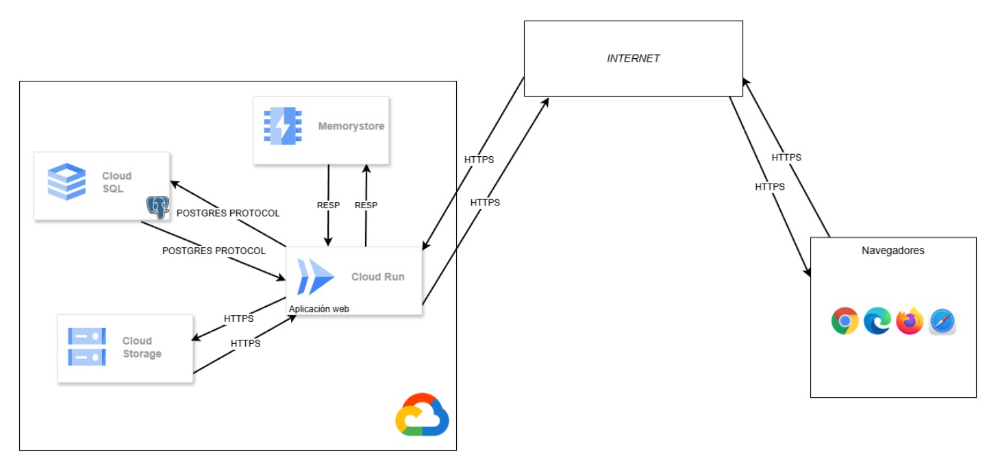 INTERNET
Memorystore
Cloud
SQL
HTTPS
HTTPS
HTTPS
HTTPS
RESP
RESP
POSTGRES PROTOCOL
POSTGRES PROTOCOL
Navegadores
Cloud Run
Aplicación web
HTTPS
HTTPS
Cloud
Storage